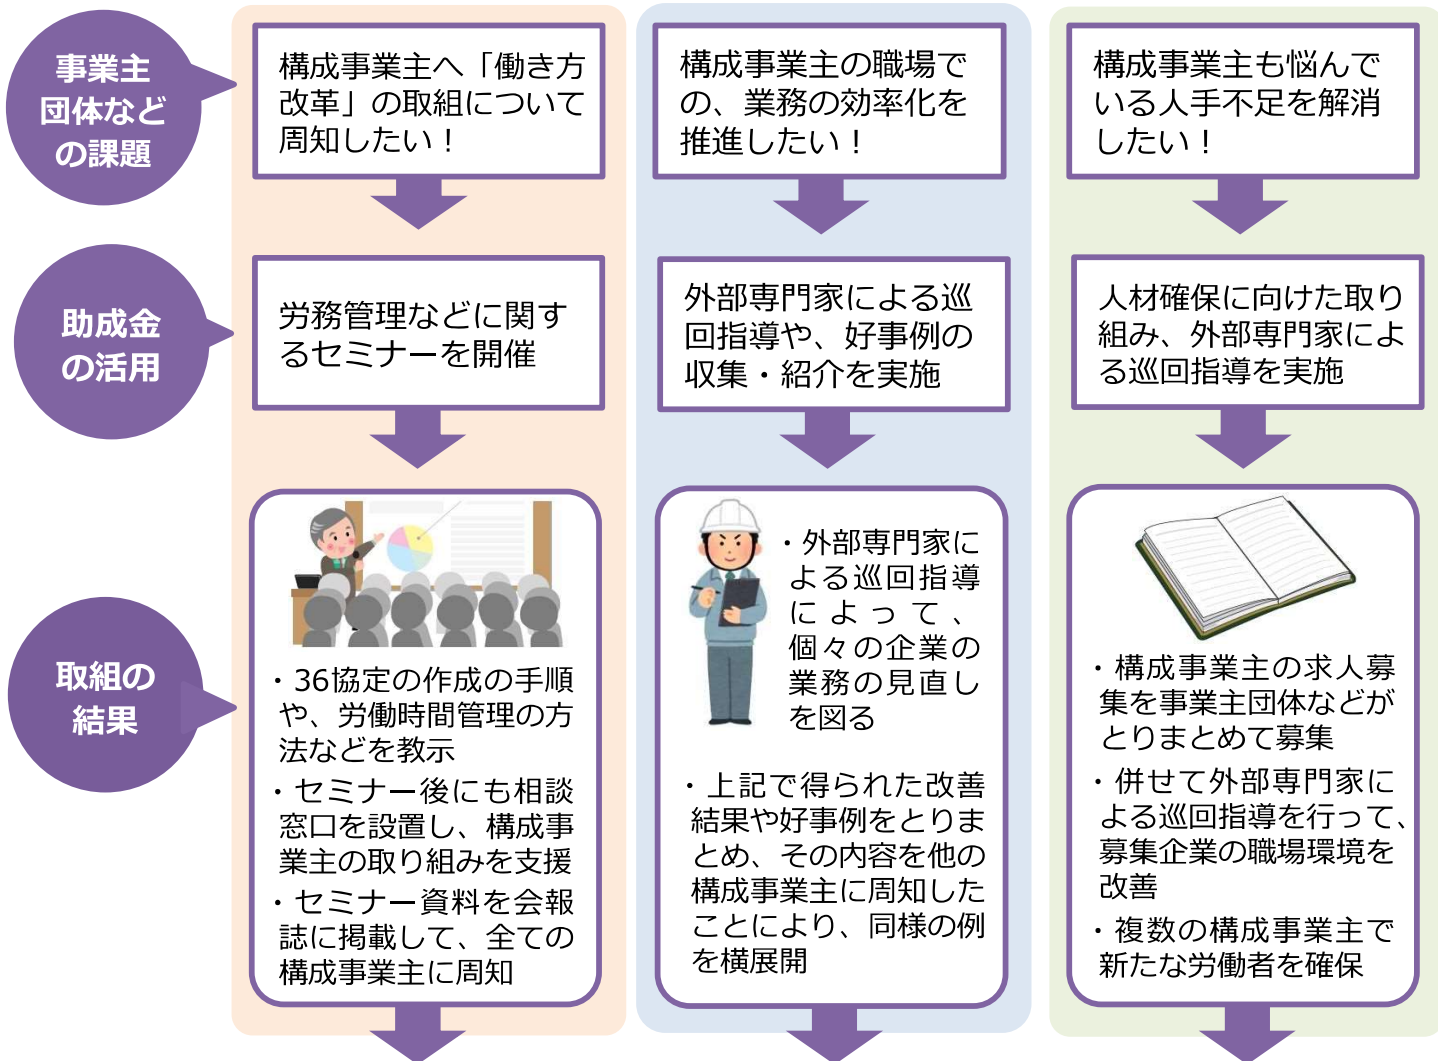 事業主
団体など
の課題
構成事業主へ「働き方
改革」の取組について
周知したい！
構成事業主の職場で
の、業務の効率化を
推進したい！
構成事業主も悩んで
いる人手不足を解消
したい！
助成金
の活用
労務管理などに関す
るセミナーを開催
外部専門家による巡
回指導や、好事例の
収集・紹介を実施
人材確保に向けた取り
組み、外部専門家によ
る巡回指導を実施
取組の
結果
・36協定の作成の手順
や、労働時間管理の方
法などを教示
・セミナー後にも相談
窓口を設置し、構成事
業主の取り組みを支援
・セミナー資料を会報
誌に掲載して、全ての
構成事業主に周知
・外部専門家に
よる巡回指導
によって、
個々の企業の
業務の見直し
を図る
・上記で得られた改善
結果や好事例をとりま
とめ、その内容を他の
構成事業主に周知した
ことにより、同様の例
を横展開
・構成事業主の求人募
集を事業主団体などが
とりまとめて募集
・併せて外部専門家に
よる巡回指導を行って、
募集企業の職場環境を
改善
・複数の構成事業主で
新たな労働者を確保